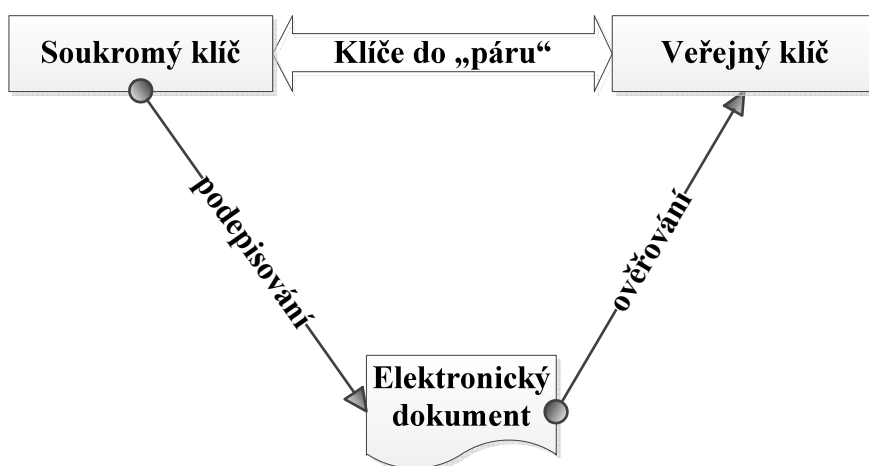 Soukromý klíč
Klíče do „páru“
Veřejný klíč
podepisování
ověřování
Elektronický
dokument